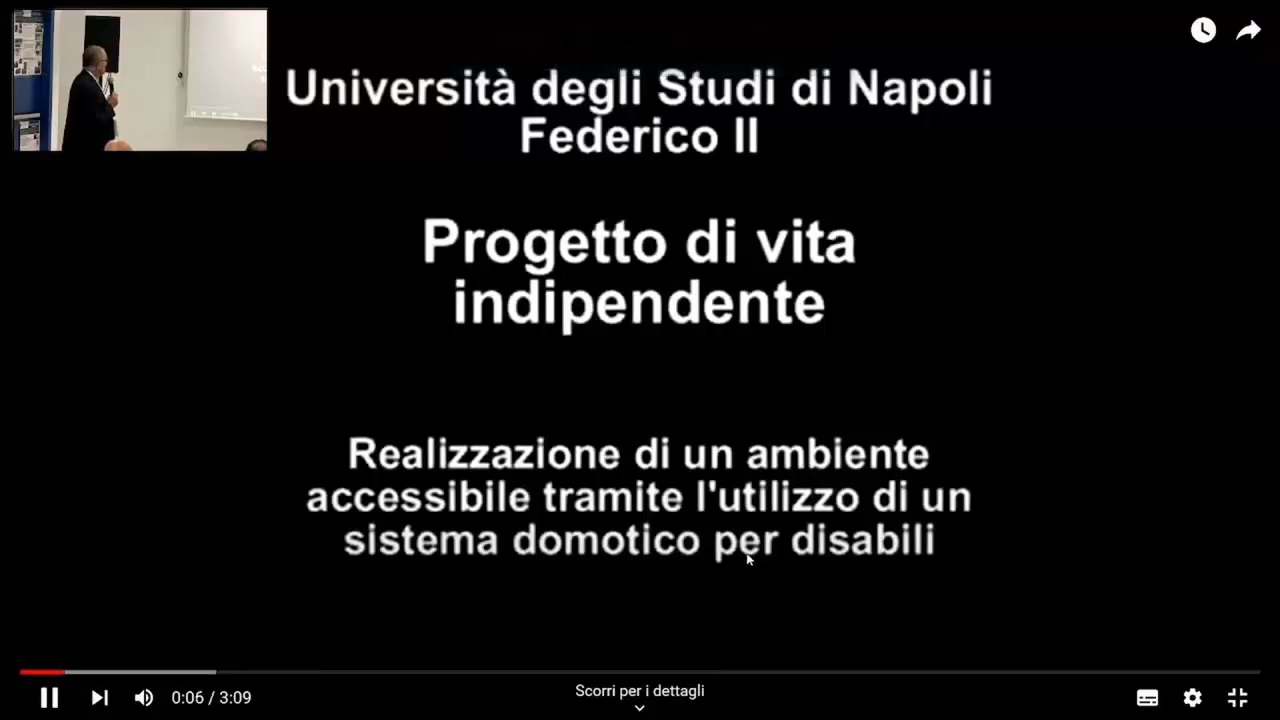 Università degli Studi di Napoli
Federico II
Progetto di vita
indipendente
Realizzazione di un ambiente
accessibile tramite l'utilizzo di un
sistema domotico per disabili
0:06 / 3:09
Scorri per i dettagli